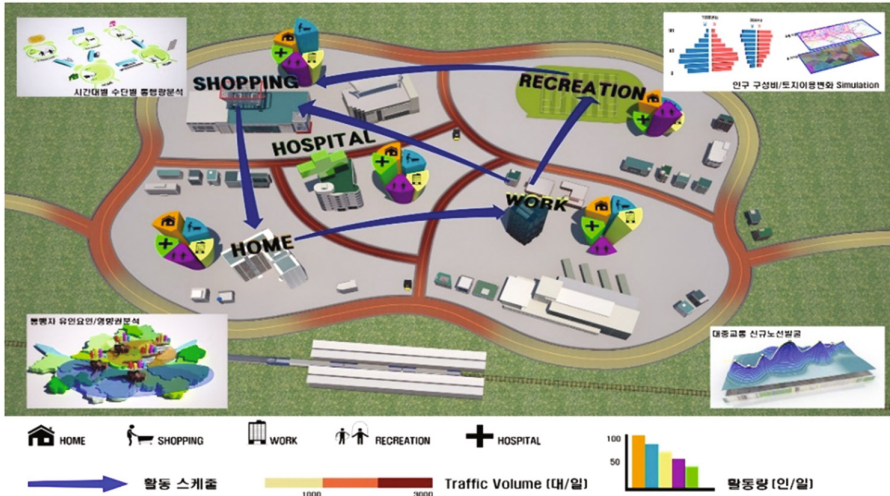 시간대별 수단별 통행량분석
인구 구성비/토지이용변화 Simulation
SHOPPING
RECREATION
HOSPITAL
WORK
HOME
통행자 유인요인/영향권분석
대중교통 신규노선발굴
HOME
SHOPPING
WORK
RECREATION
HOSPITAL
100
50
활동 스케줄
1000
3000
Traffic Volume (대/일)
활동량 (인/일)